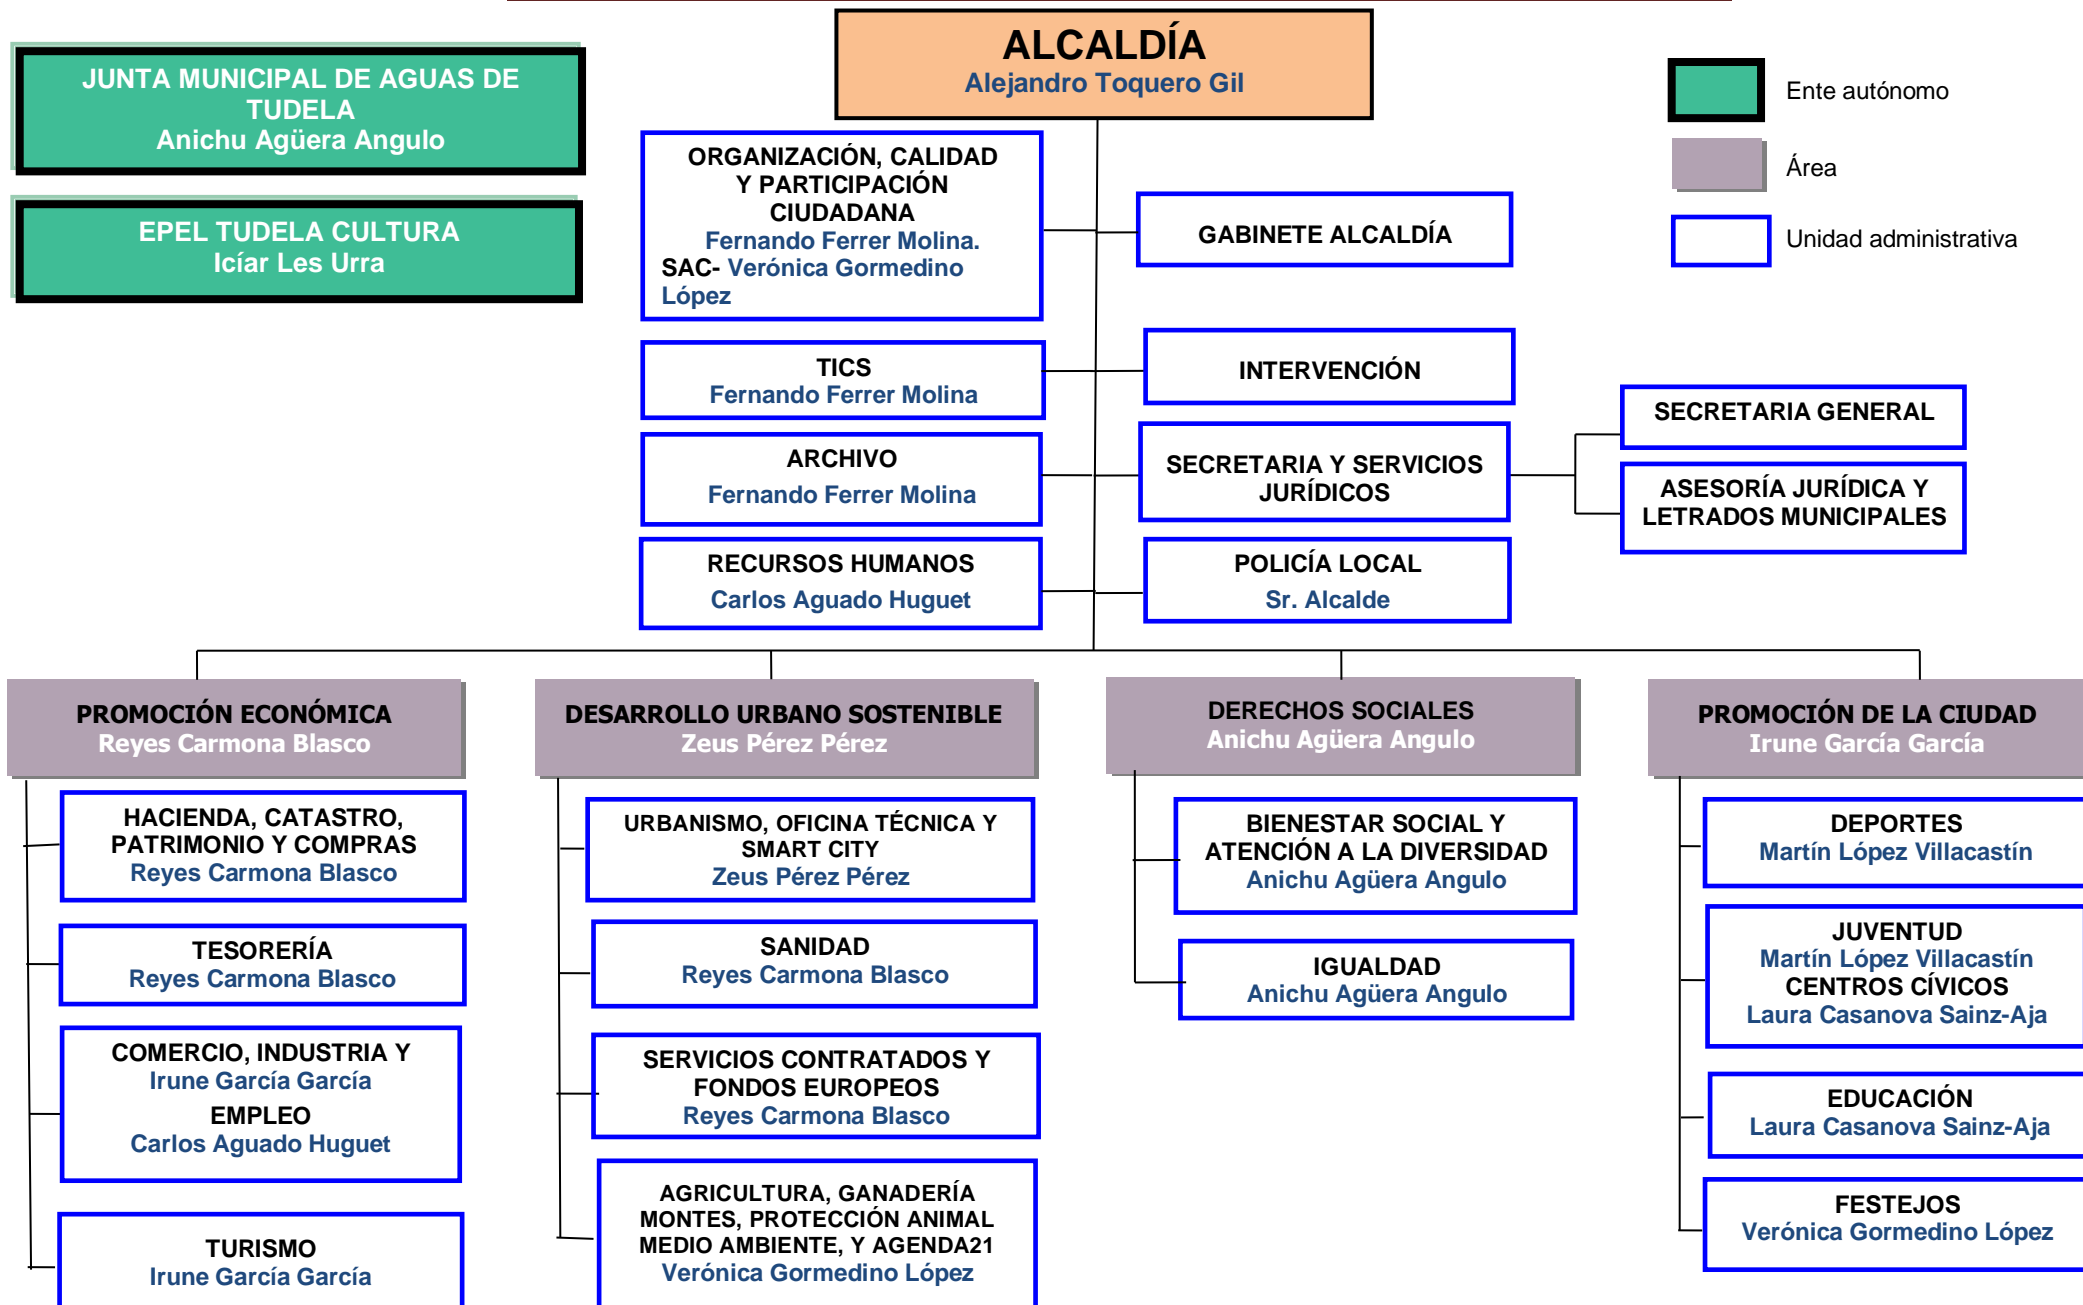 ALCALDÍA
Alejandro Toquero Gil
JUNTA MUNICIPAL DE AGUAS DE
TUDELA
Anichu Agüera Angulo
EPEL TUDELA CULTURA
Icíar Les Urra
Ente autónomo
Área
Unidad administrativa
ORGANIZACIÓN, CALIDAD
Y PARTICIPACIÓN
CIUDADANA
Fernando Ferrer Molina.
SAC- Verónica Gormedino
López
GABINETE ALCALDÍA
TICS
Fernando Ferrer Molina
INTERVENCIÓN
ARCHIVO
Fernando Ferrer Molina
SECRETARIA Y SERVICIOS
JURÍDICOS
SECRETARIA GENERAL
ASESORÍA JURÍDICA Y
LETRADOS MUNICIPALES
RECURSOS HUMANOS
Carlos Aguado Huguet
POLICÍA LOCAL
Sr. Alcalde
PROMOCIÓN ECONÓMICA
Reyes Carmona Blasco
HACIENDA, CATASTRO,
PATRIMONIO Y COMPRAS
Reyes Carmona Blasco
TESORERÍA
Reyes Carmona Blasco
COMERCIO, INDUSTRIA Y
Irune García García
EMPLEO
Carlos Aguado Huguet
TURISMO
Irune García García
DESARROLLO URBANO SOSTENIBLE
Zeus Pérez Pérez
URBANISMO, OFICINA TÉCNICA Y
SMART CITY
Zeus Pérez Pérez
SANIDAD
Reyes Carmona Blasco
SERVICIOS CONTRATADOS Y
FONDOS EUROPEOS
Reyes Carmona Blasco
AGRICULTURA, GANADERÍA
MONTES, PROTECCIÓN ANIMAL
MEDIO AMBIENTE, Y AGENDA21
Verónica Gormedino López
DERECHOS SOCIALES
Anichu Agüera Angulo
BIENESTAR SOCIAL Y
ATENCIÓN A LA DIVERSIDAD
Anichu Agüera Angulo
IGUALDAD
Anichu Agüera Angulo
PROMOCIÓN DE LA CIUDAD
Irune García García
DEPORTES
Martín López Villacastín
JUVENTUD
Martín López Villacastín
CENTROS CÍVICOS
Laura Casanova Sainz-Aja
EDUCACIÓN
Laura Casanova Sainz-Aja
FESTEJOS
Verónica Gormedino López